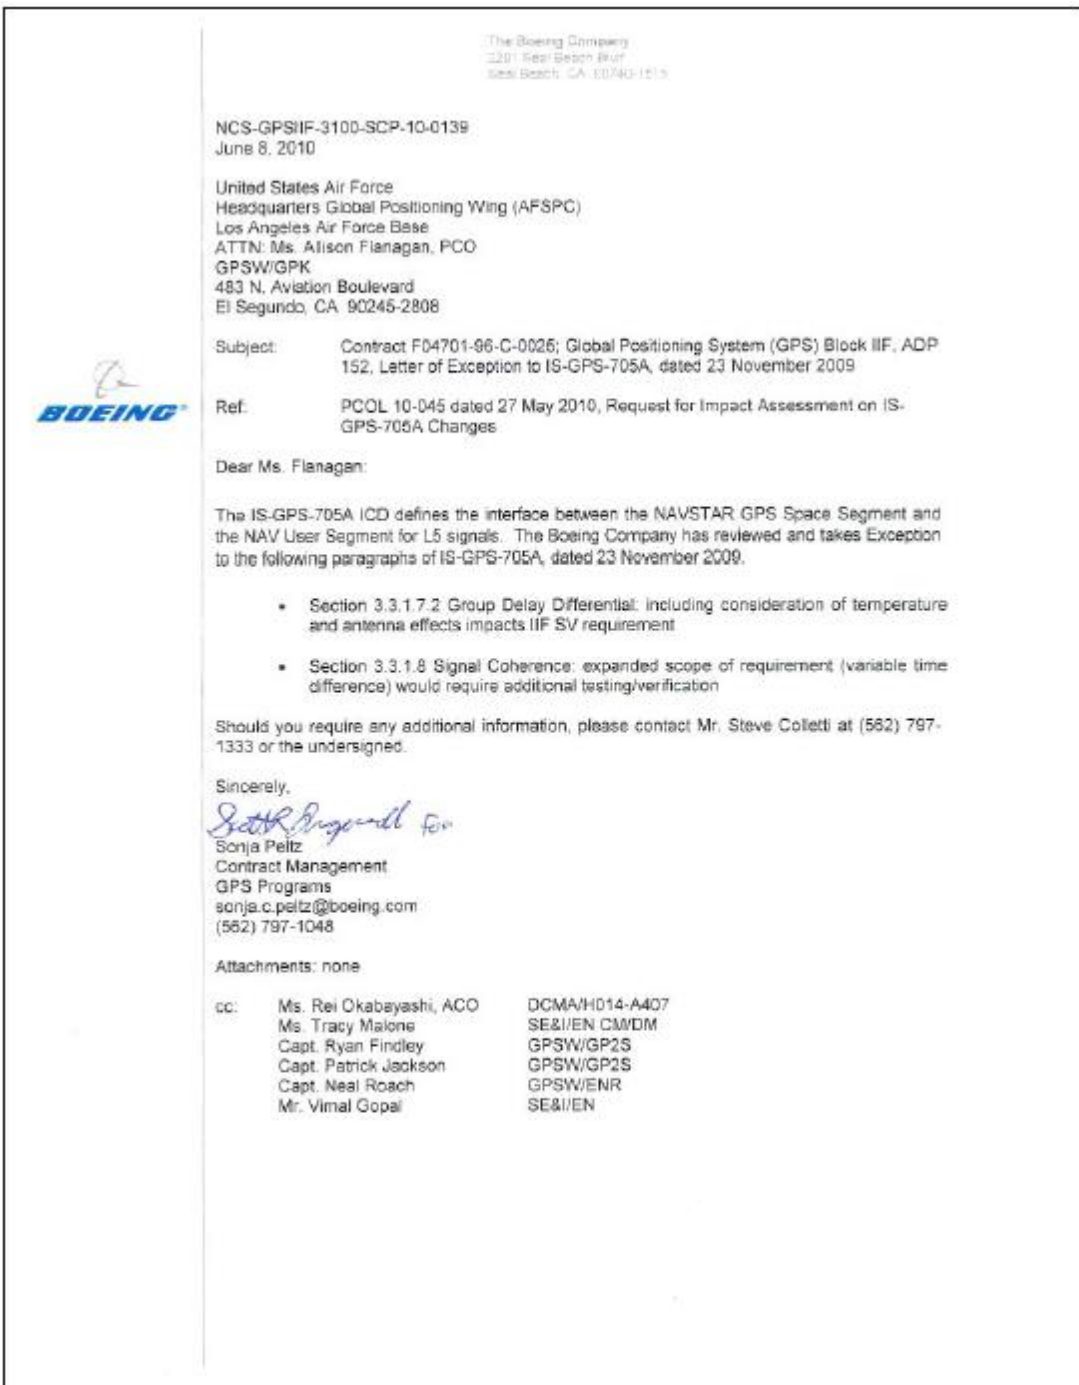 The Boeing Company
2201 Seal Beach Blvd
Seal Beach, CA
NCS-GPSIIF-3100-SCP-10-0139
June 8, 2010
United States Air Force
Headquarters Global Positioning Wing (AFSPC)
Los Angeles Air Force Base
ATTN: Ms. Allison Flanagan, PCO
GPSW/GPK
483 N. Aviation Boulevard
El Segundo, CA 90245-2808
Subject: Contract F04701-96-C-0025; Global Positioning System (GPS) Block IIF, ADP
152, Letter of Exception to IS-GPS-705A, dated 23 November 2009
BOEING®
Ref: PCOL 10-045 dated 27 May 2010, Request for Impact Assessment on IS-
GPS-705A Changes
Dear Ms. Flanagan:
The IS-GPS-705A ICD defines the interface between the NAVSTAR GPS Space Segment and
the NAV User Segment for L5 signals. The Boeing Company has reviewed and takes Exception
to the following paragraphs of IS-GPS-705A, dated 23 November 2009.
• Section 3.3.1.7.2 Group Delay Differential: including consideration of temperature
and antenna effects impacts IIF SV requirement
• Section 3.3.1.8 Signal Coherence: expanded scope of requirement (variable time
difference) would require additional testing/verification
Should you require any additional information, please contact Mr. Steve Colletti at (562) 797-
1333 or the undersigned.
Sincerely,
for
Sonja Peltz
Contract Management
GPS Programs
sonja.c.peltz@boeing.com
(562) 797-1048
Attachments: none
cc: Ms. Rei Okabayashi, ACO DCMA/H014-A407
Ms. Tracy Malone SE&I/EN CM/DM
Capt. Ryan Findley GPSW/GP2S
Capt. Patrick Jackson GPSW/GP2S
Capt. Neal Roach GPSW/ENR
Mr. Vimal Gopal SE&I/EN